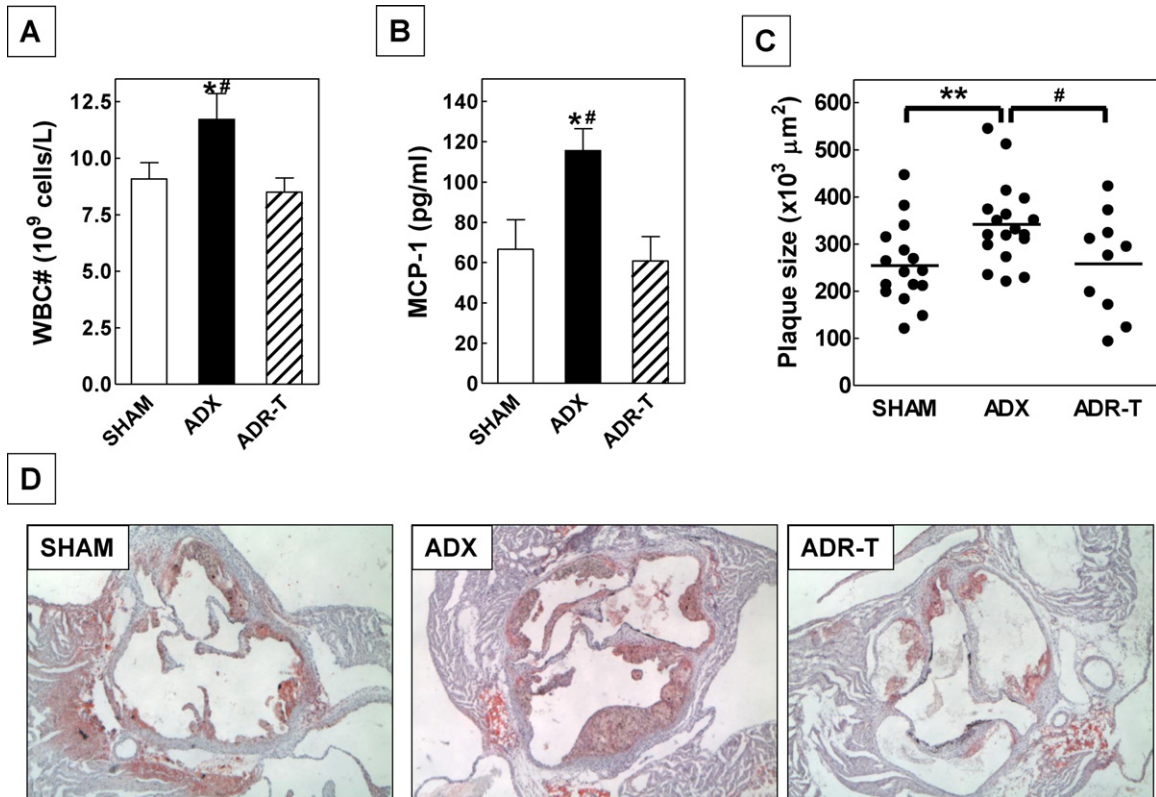 A
WBC# (10⁹ cells/L)
12.5
10.0
7.5
5.0
2.5
0.0
*#
SHAM
ADX
ADR-T
B
MCP-1 (pg/ml)
140
120
100
80
60
40
20
0
*#
SHAM
ADX
ADR-T
C
Plaque size (x10³ µm²)
600
500
400
300
200
100
0
**
#
SHAM
ADX
ADR-T
D
SHAM
ADX
ADR-T